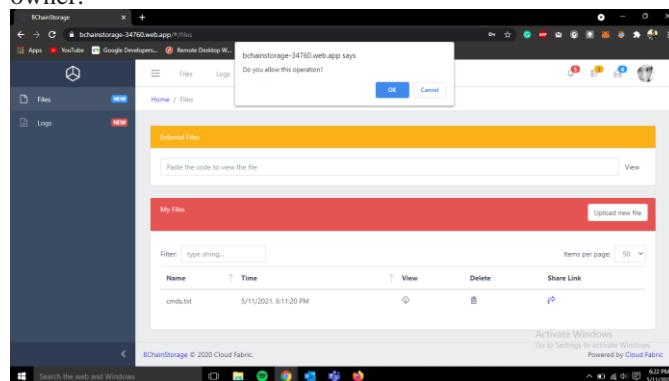 owner.
BChainStorage
bchainstorage-34760.web.app/#/files
Apps YouTube Google Developers... Remote Desktop W...
bchainstorage-34760.web.app says
Do you allow this operation?
OK Cancel
Files Logs
Files NEW
Logs NEW
Home / Files
External Files
Paste the code to view the file View
My Files
Upload new file
Filter: type string... Items per page: 50
Name Time View Delete Share Link
cmds.txt 5/11/2021, 6:11:20 PM
Activate Windows
Go to Settings to activate Windows.
BChainStorage © 2020 Cloud Fabric. Powered by Cloud Fabric
Search the web and Windows
6:22 PM